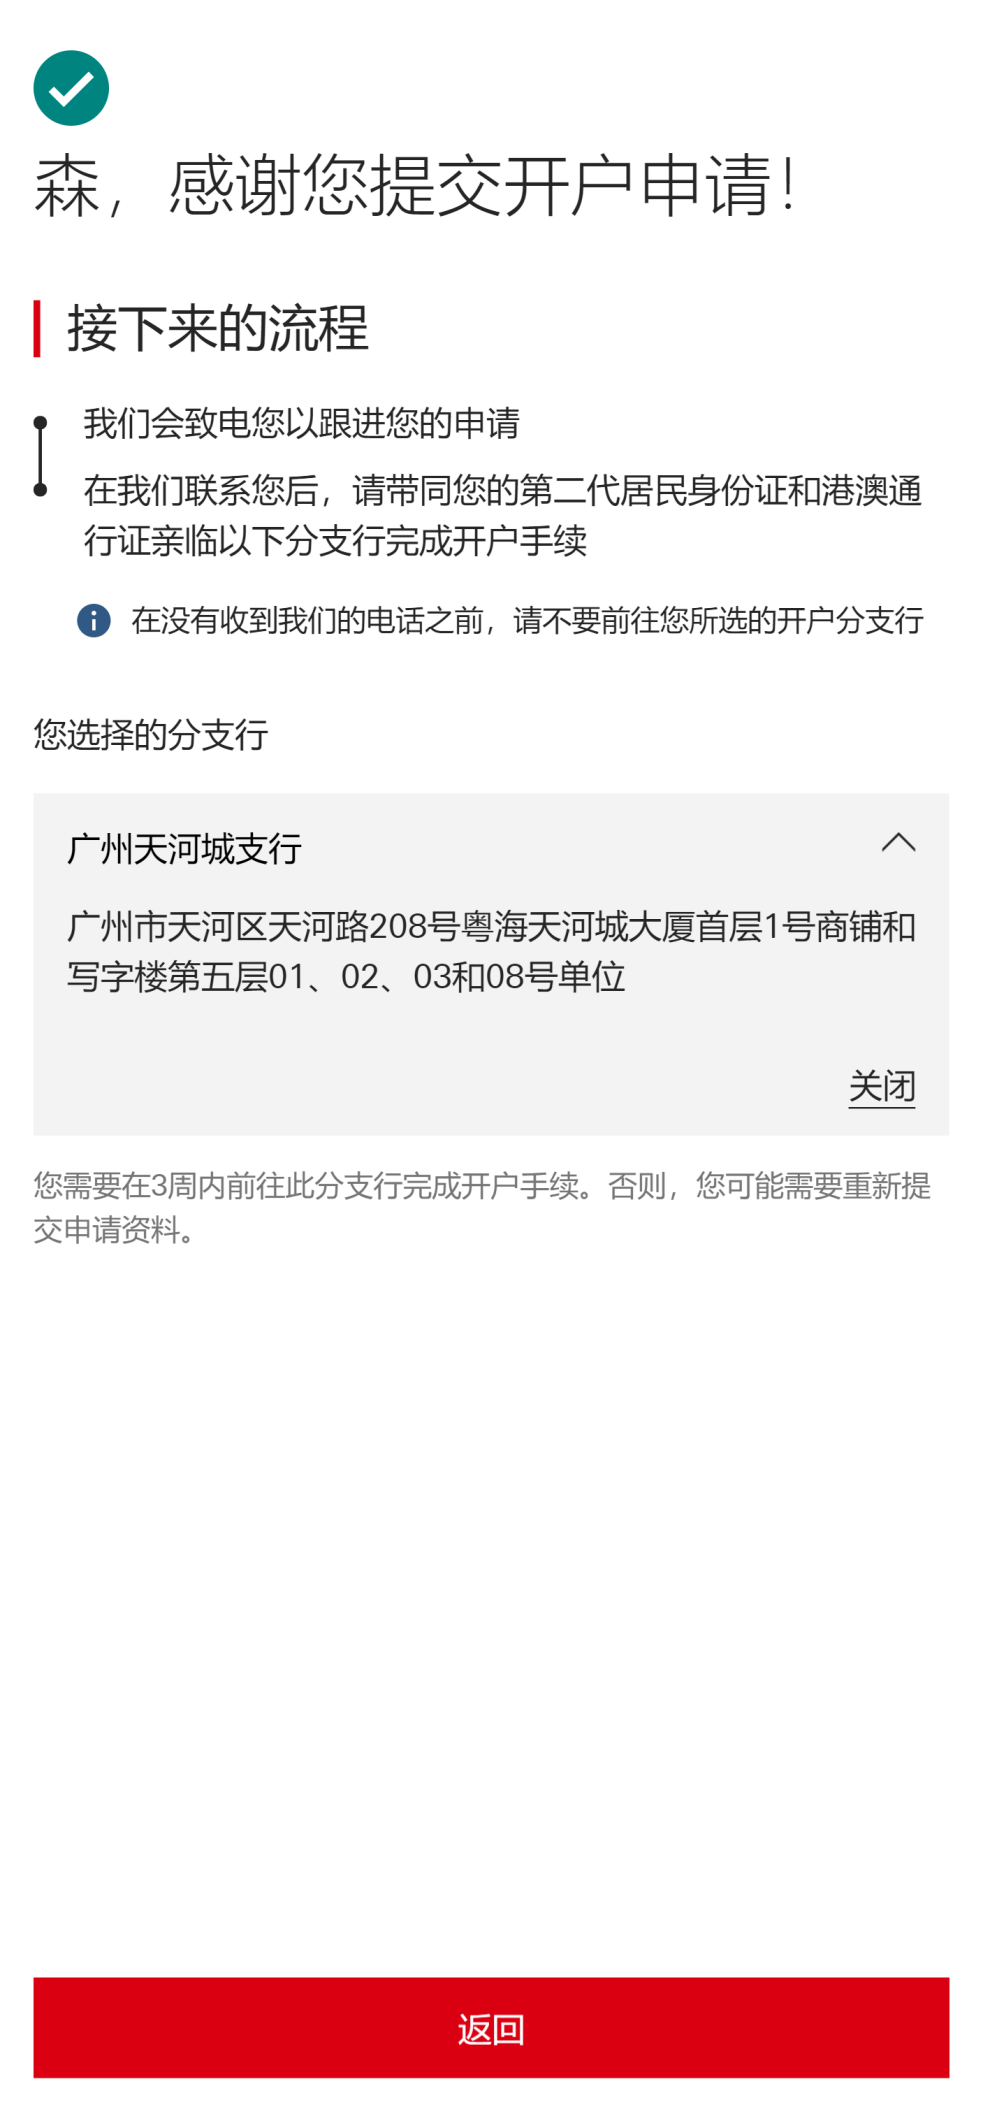 森，感谢您提交开户申请！
接下来的流程
我们会致电您以跟进您的申请
在我们联系您后，请带同您的第二代居民身份证和港澳通
行证亲临以下分支行完成开户手续
在没有收到我们的电话之前，请不要前往您所选的开户分支行
您选择的分支行
广州天河城支行
广州市天河区天河路208号粤海天河城大厦首层1号商铺和
写字楼第五层01、02、03和08号单位
关闭
您需要在3周内前往此分支行完成开户手续。否则，您可能需要重新提
交申请资料。
返回